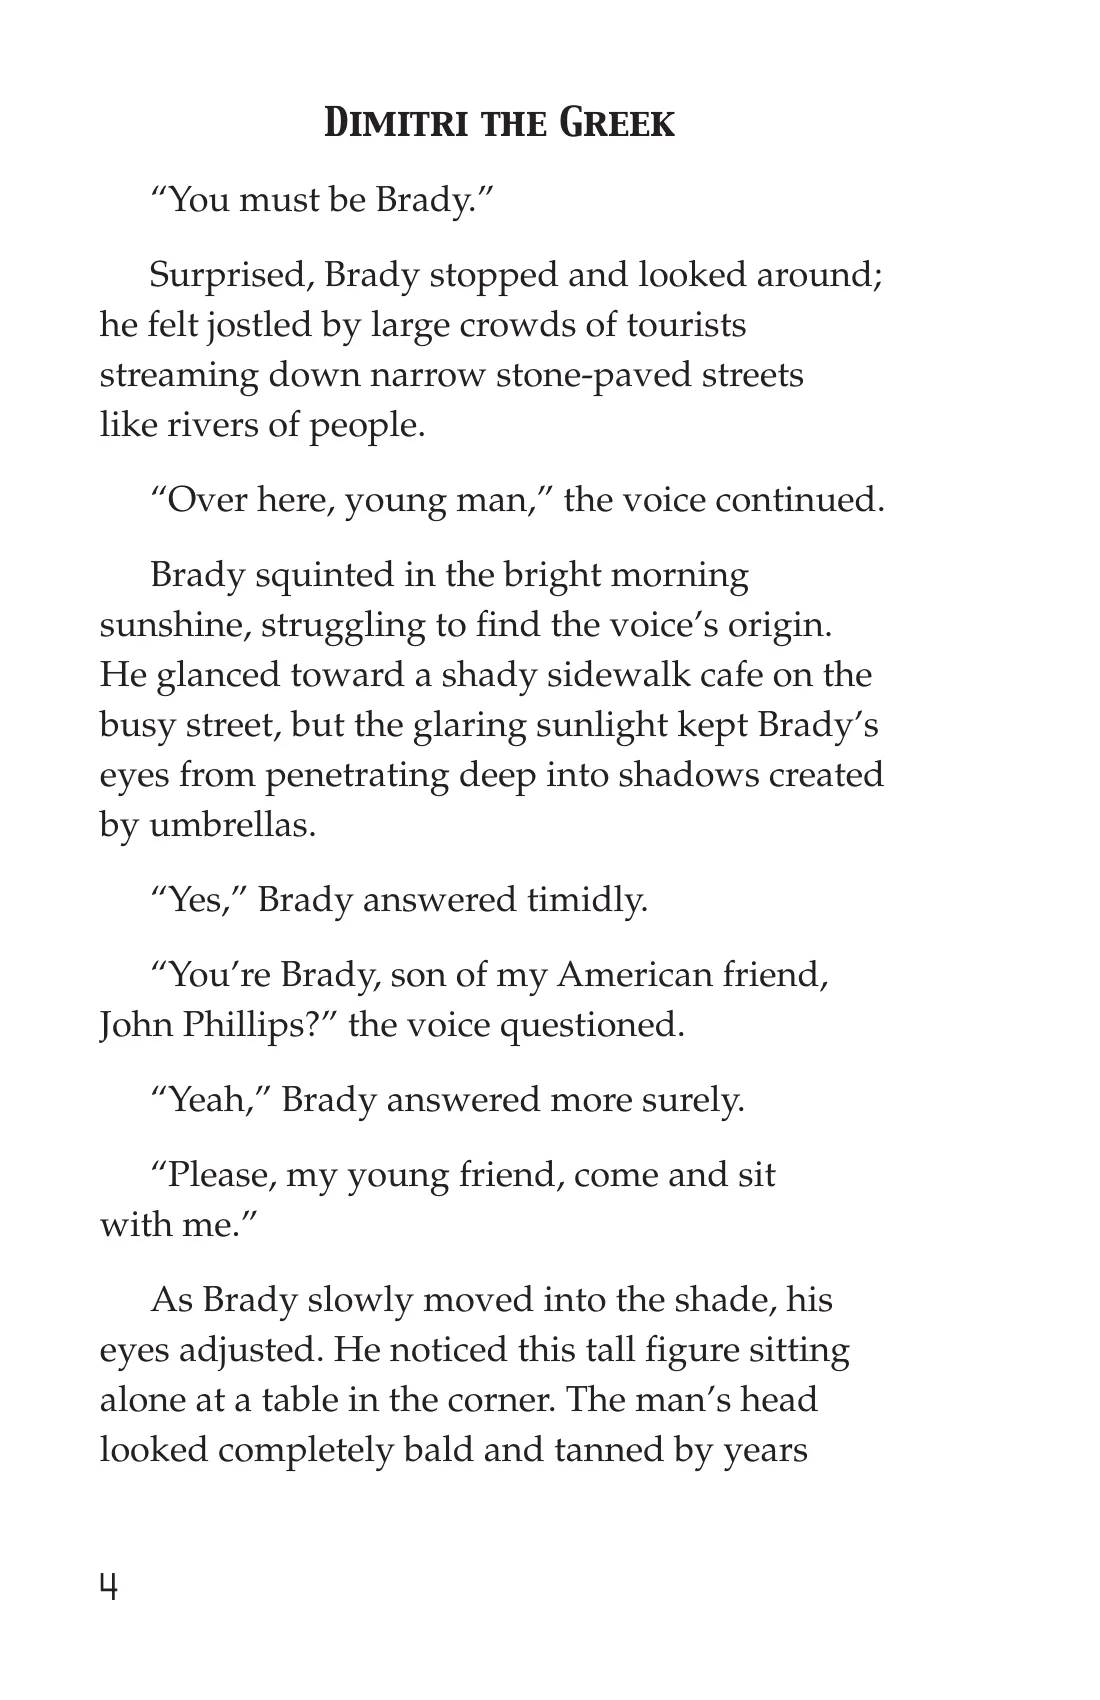 DIMITRI THE GREEK
“You must be Brady.”
Surprised, Brady stopped and looked around;
he felt jostled by large crowds of tourists
streaming down narrow stone-paved streets
like rivers of people.
“Over here, young man,” the voice continued.
Brady squinted in the bright morning
sunshine, struggling to find the voice’s origin.
He glanced toward a shady sidewalk cafe on the
busy street, but the glaring sunlight kept Brady’s
eyes from penetrating deep into shadows created
by umbrellas.
“Yes,” Brady answered timidly.
“You’re Brady, son of my American friend,
John Phillips?” the voice questioned.
“Yeah,” Brady answered more surely.
“Please, my young friend, come and sit
with me.”
As Brady slowly moved into the shade, his
eyes adjusted. He noticed this tall figure sitting
alone at a table in the corner. The man’s head
looked completely bald and tanned by years
4